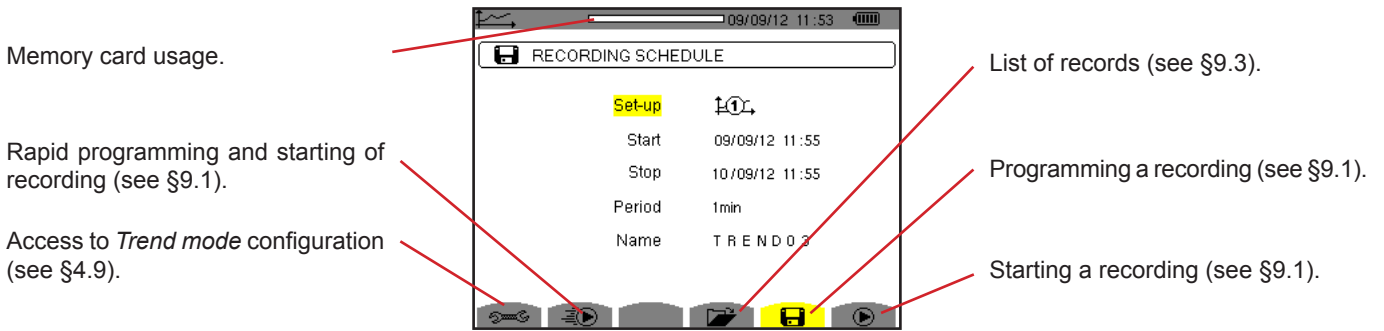 09/09/12 11:53
Memory card usage.
RECORDING SCHEDULE
List of records (see §9.3).
Set-up 1
Start 09/09/12 11:55
Rapid programming and starting of
recording (see §9.1).
Stop 10/09/12 11:55
Programming a recording (see §9.1).
Period 1min
Name TREND03
Access to Trend mode configuration
(see §4.9).
Starting a recording (see §9.1).